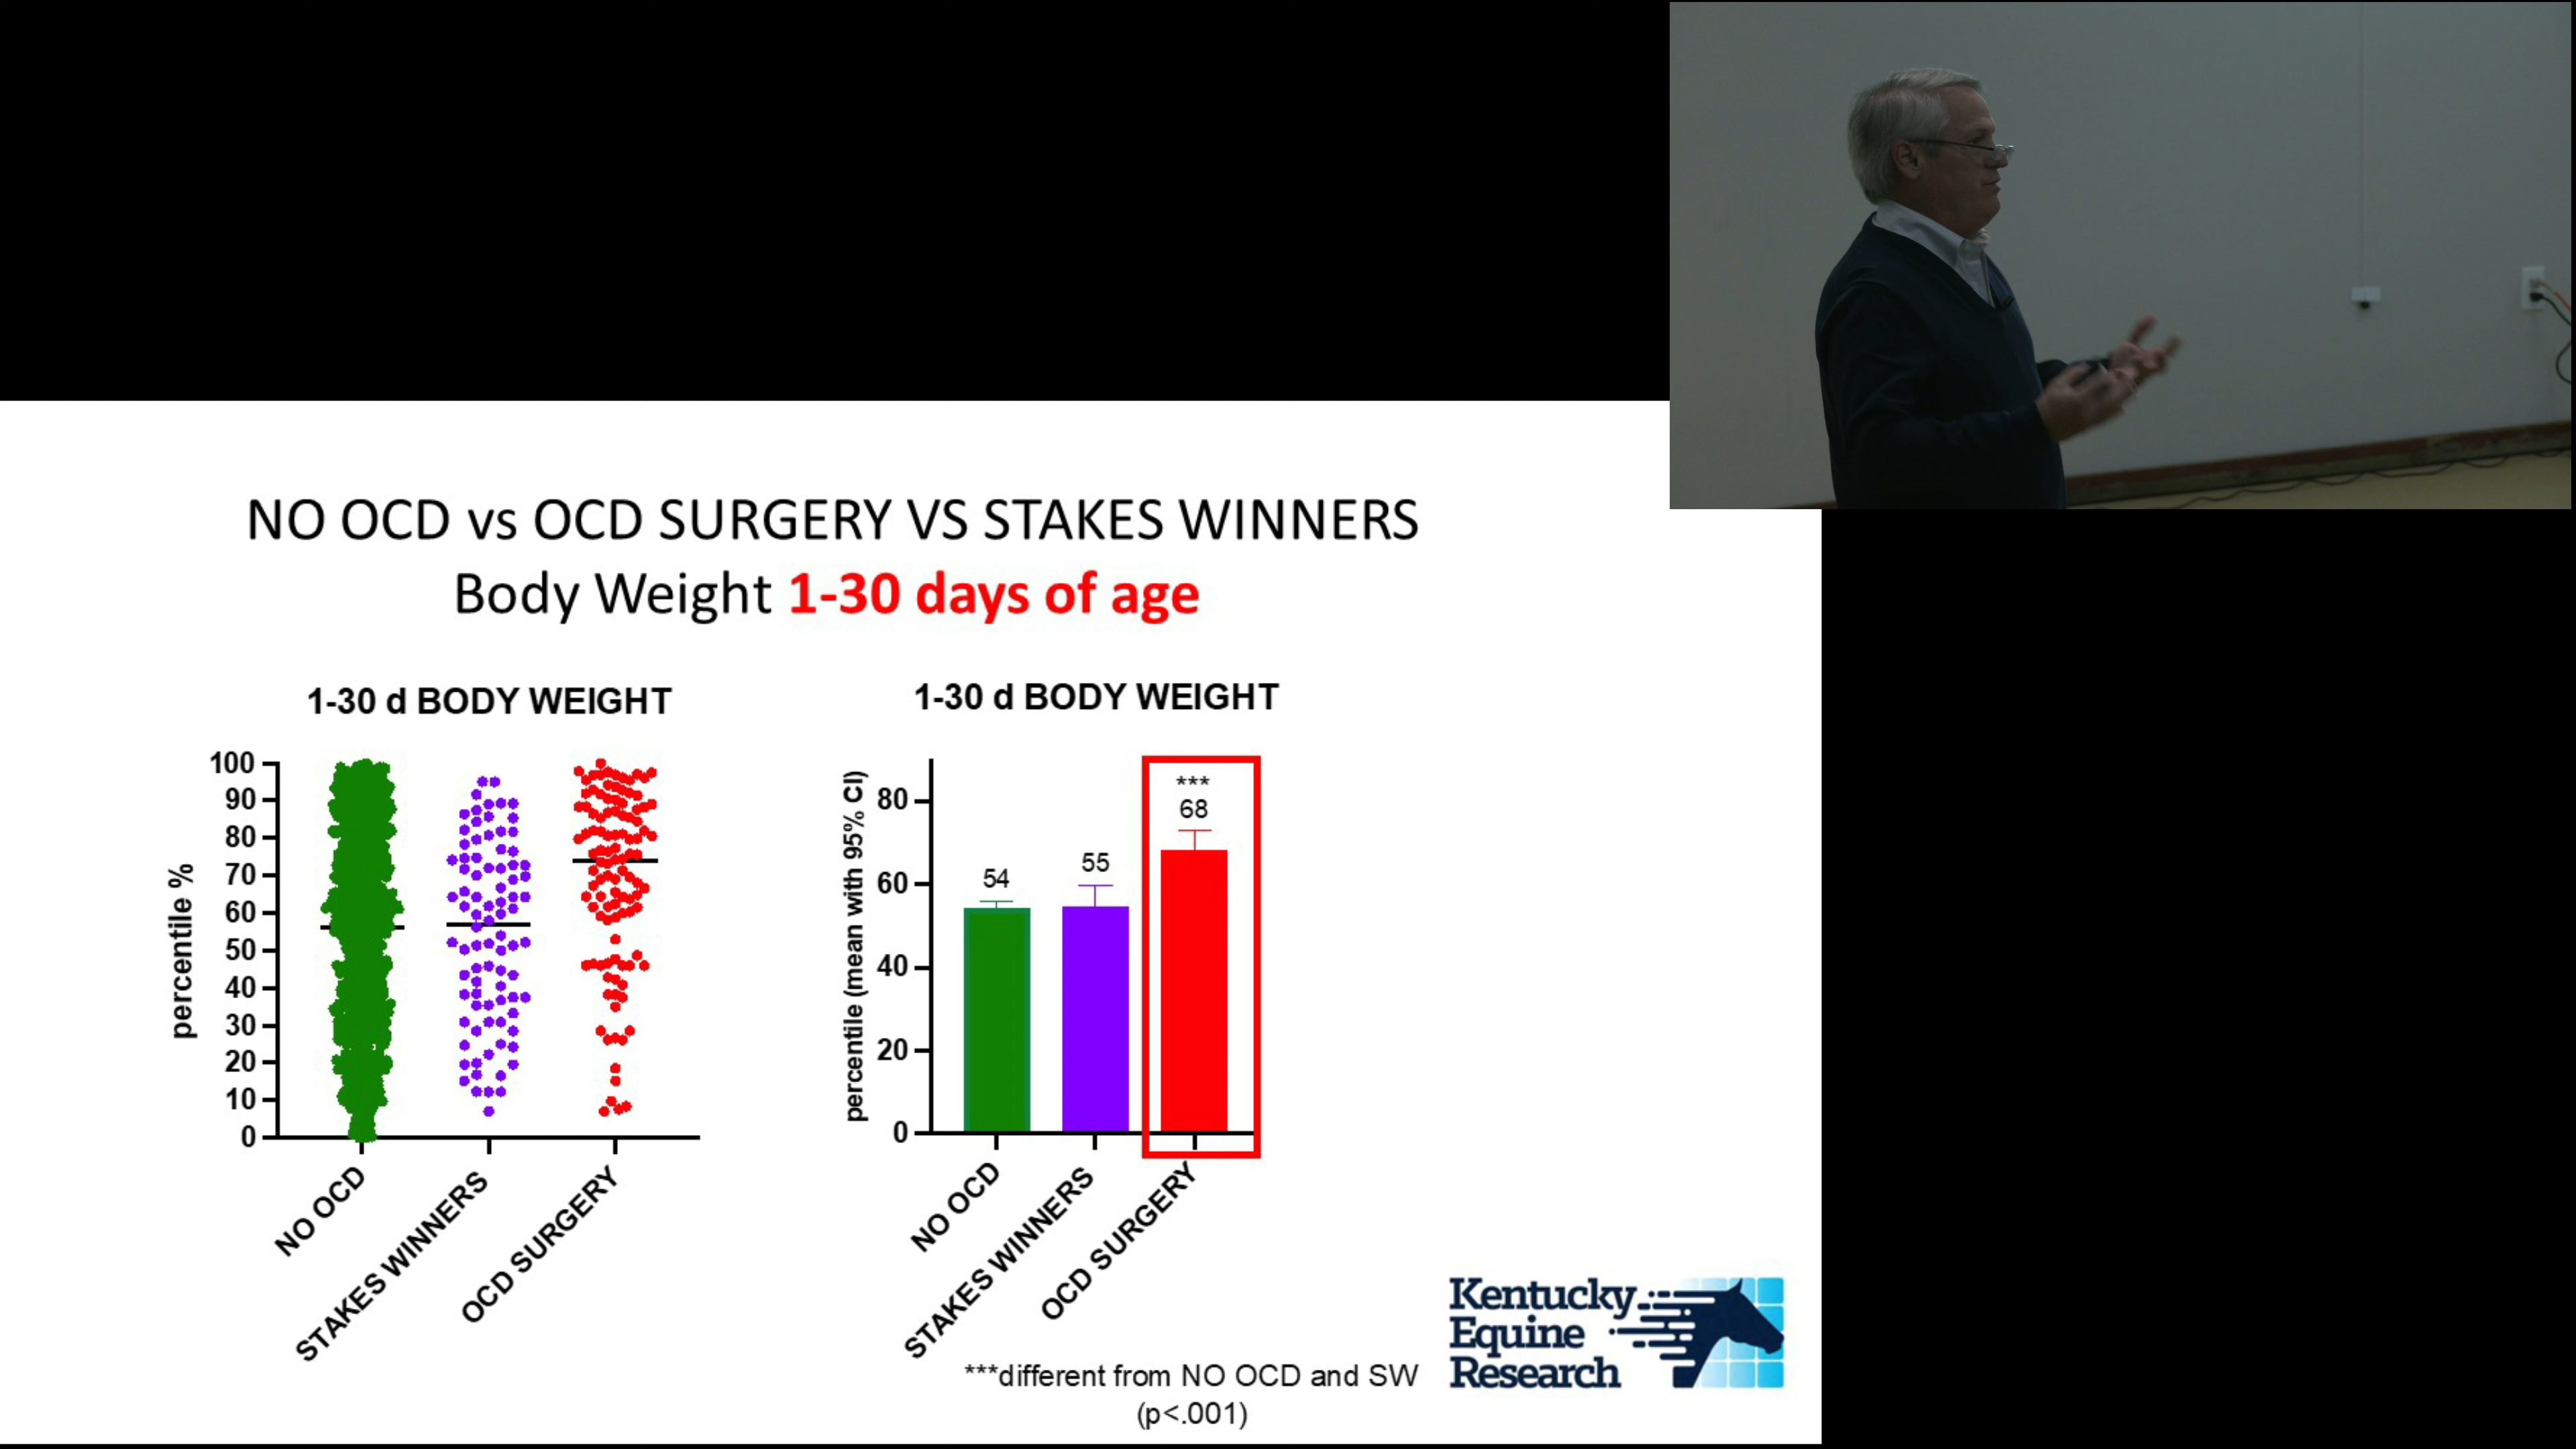 NO OCD vs OCD SURGERY VS STAKES WINNERS
Body Weight 1-30 days of age
1-30 d BODY WEIGHT
percentile %
100
90
80
70
60
50
40
30
20
10
0
NO OCD
STAKES WINNERS
OCD SURGERY
1-30 d BODY WEIGHT
percentile (mean with 95% CI)
80
60
40
20
0
54
55
***
68
NO OCD
STAKES WINNERS
OCD SURGERY
***different from NO OCD and SW
(p<.001)
Kentucky
Equine
Research